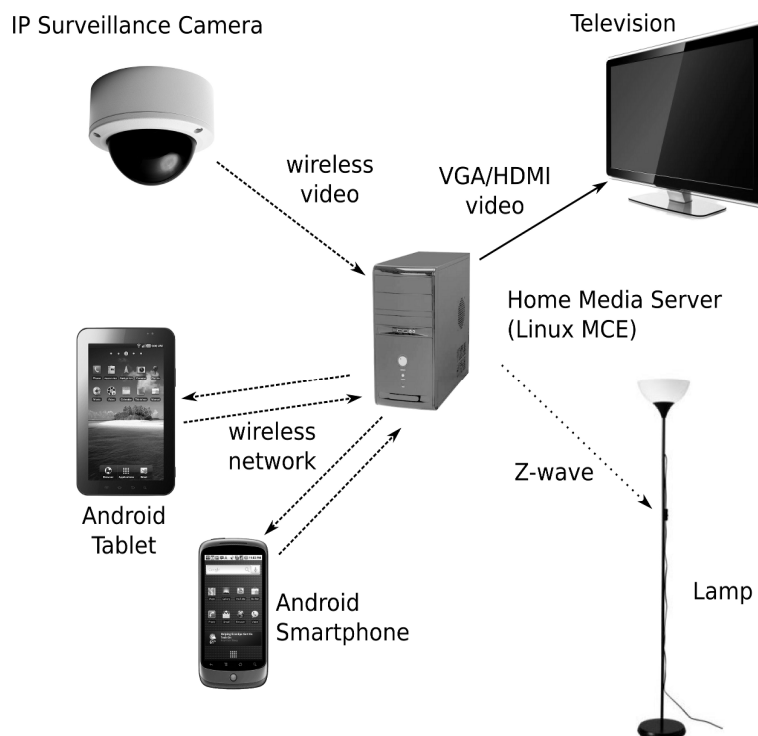 IP Surveillance Camera
Television
wireless
video
VGA/HDMI
video
Home Media Server
(Linux MCE)
wireless
network
Z-wave
Android
Tablet
Android
Smartphone
Lamp